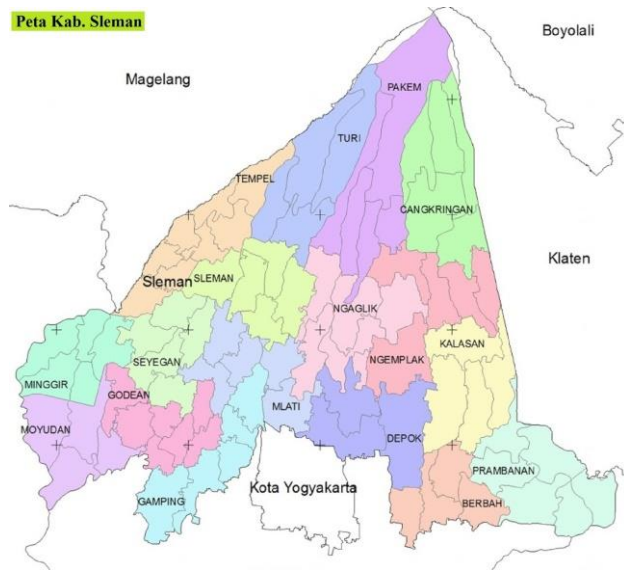 Peta Kab. Sleman
Boyolali
Magelang
PAKEM
TURI
TEMPEL
CANGKRINGAN
Klaten
Sleman
SLEMAN
NGAGLIK
KALASAN
SEYEGAN
NGEMPLAK
MINGGIR
GODEAN
MLATI
MOYUDAN
DEPOK
PRAMBANAN
Kota Yogyakarta
GAMPING
BERBAH